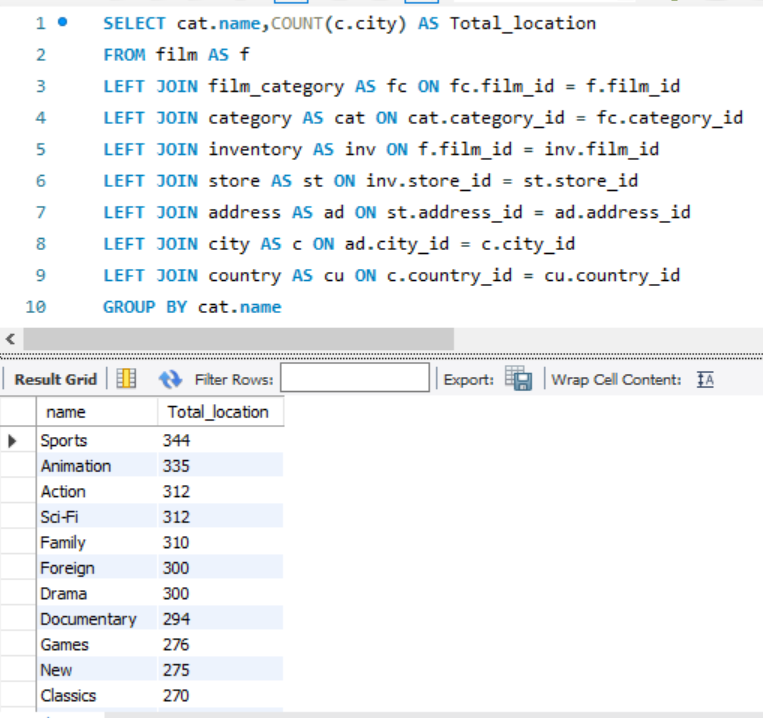 1 SELECT cat.name,COUNT(c.city) AS Total_location
2 FROM film AS f
3 LEFT JOIN film_category AS fc ON fc.film_id = f.film_id
4 LEFT JOIN category AS cat ON cat.category_id = fc.category_id
5 LEFT JOIN inventory AS inv ON f.film_id = inv.film_id
6 LEFT JOIN store AS st ON inv.store_id = st.store_id
7 LEFT JOIN address AS ad ON st.address_id = ad.address_id
8 LEFT JOIN city AS c ON ad.city_id = c.city_id
9 LEFT JOIN country AS cu ON c.country_id = cu.country_id
10 GROUP BY cat.name
Result Grid Filter Rows: Export: Wrap Cell Content: IA
name Total_location
Sports 344
Animation 335
Action 312
Sci-Fi 312
Family 310
Foreign 300
Drama 300
Documentary 294
Games 276
New 275
Classics 270